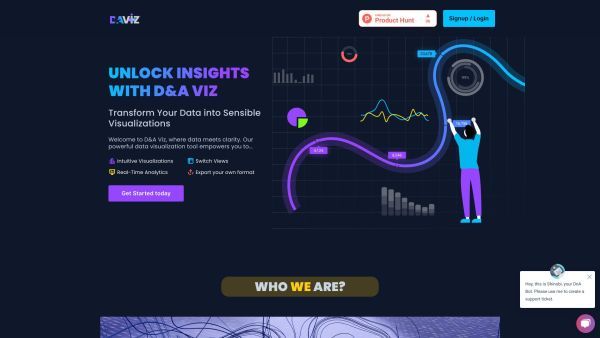 DAVIZ
Product Hunt
Signup / Login
UNLOCK INSIGHTS
WITH D&A VIZ
Transform Your Data into Sensible
Visualizations
Welcome to D&A Viz, where data meets clarity. Our
powerful data visualization tool empowers you to...
Intuitive Visualizations
Switch Views
Real-Time Analytics
Export your own format
Get Started today
WHO WE ARE?
Hey, this is Shinobi, your DnA
Bot. Please use me to create a
support ticket.